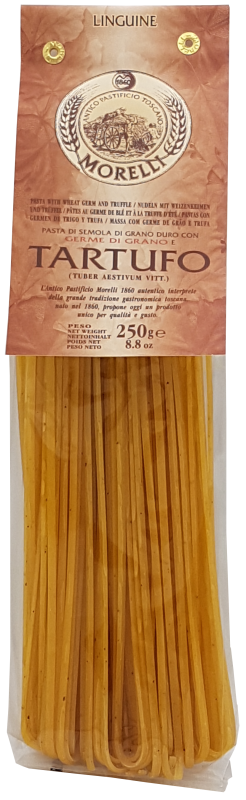 LINGUINE
ANTICO PASTIFICIO TOSCANO
MORELLI
PASTA WITH WHEAT GERM AND TRUFFLE / NUDELN MIT WEIZENKEIMEN
UND TRÜFFEL / PÂTES AU GERME DE BLÉ ET À LA TRUFFE D'ÉTÉ / PASTAS CON
GERMEN DE TRIGO Y TRUFA / MASSA COM GERME DE GRÃO E TRUFA
PASTA DI SEMOLA DI GRANO DURO CON
GERME DI GRANO E
TARTUFO
(TUBER AESTIVUM VITT.)
L'Antico Pastificio Morelli 1860 autentico interprete
della grande tradizione gastronomica toscana,
nato nel 1860, propone oggi un prodotto
unico per qualità e gusto.
PESO
NET WEIGHT
NETTOINHALT
POIDS NET
PESO NETO
250g e
8.8 oz